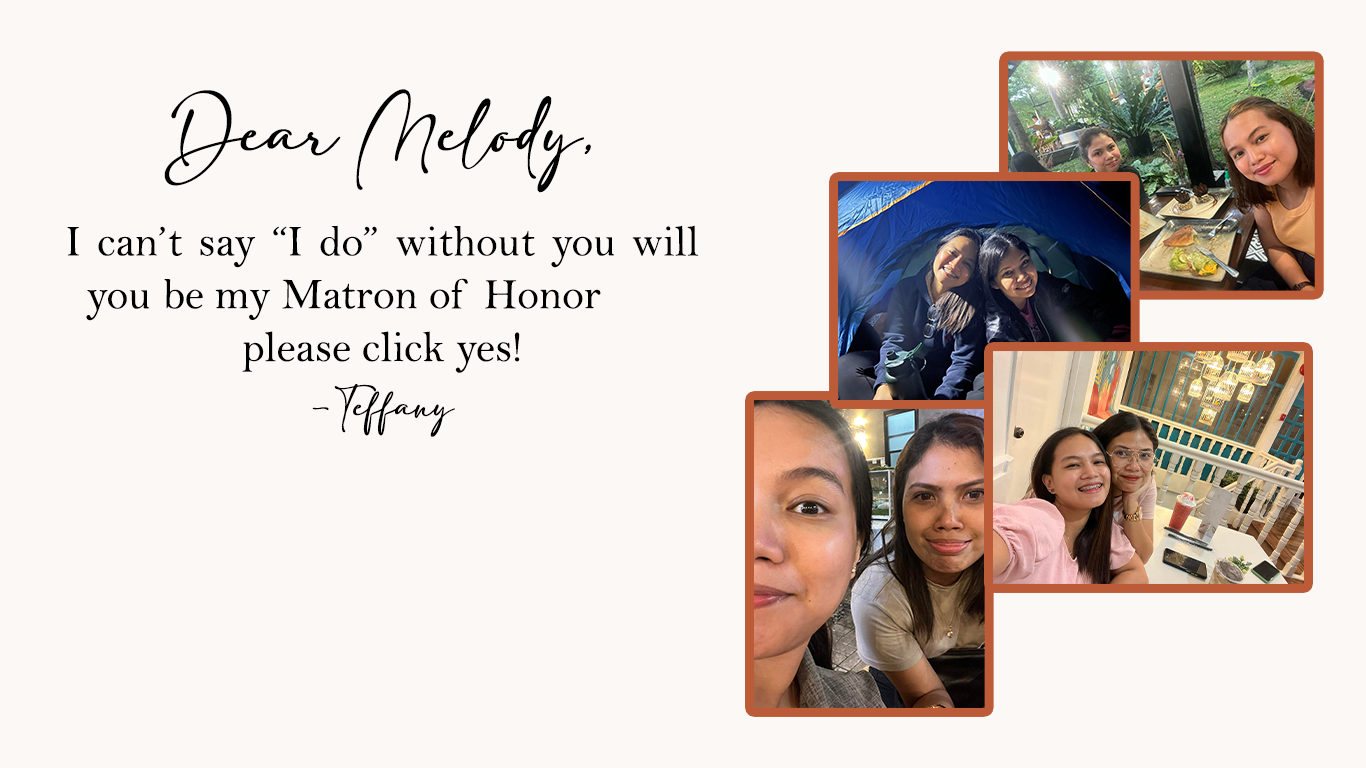 Dear Melody,
I can't say “I do” without you will
you be my Matron of Honor
please click yes!
- Teffany